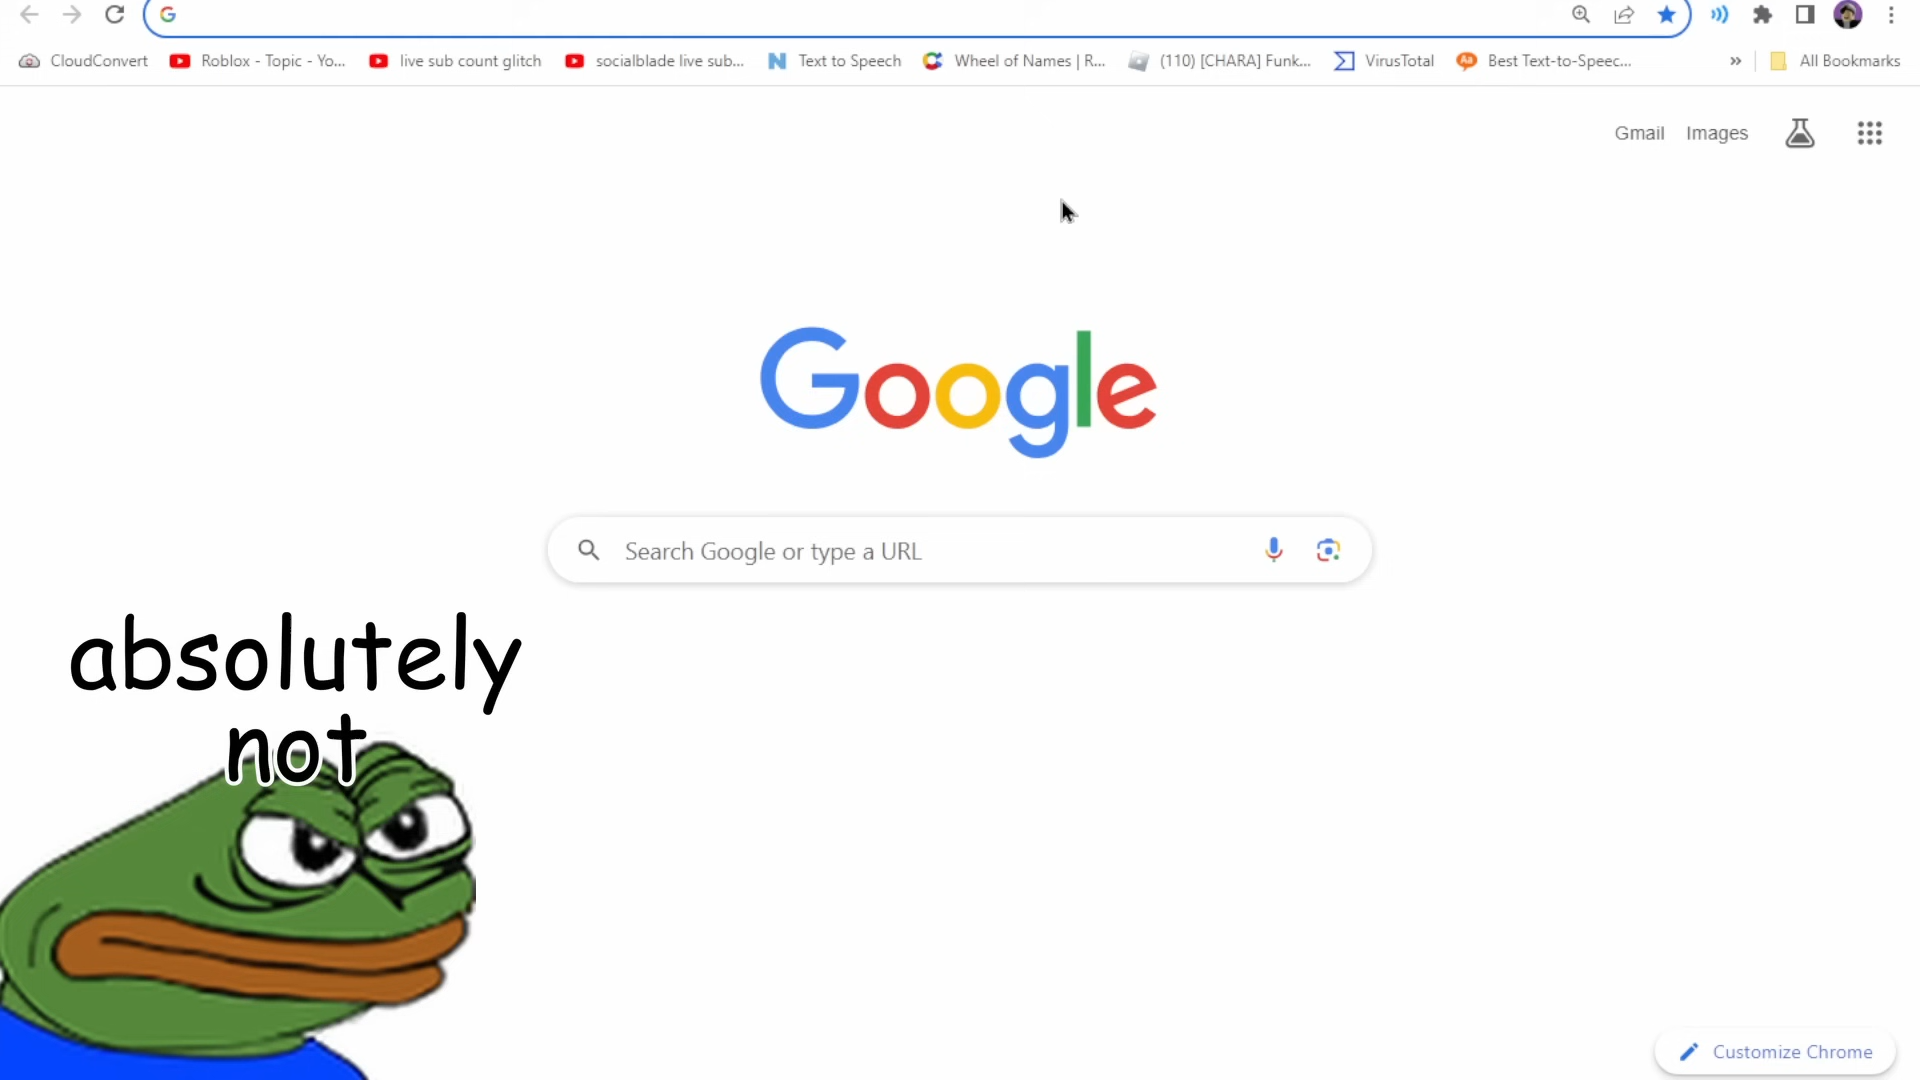 CloudConvert Roblox - Topic - Yo... live sub count glitch socialblade live sub... Text to Speech Wheel of Names | R... (110) [CHARA] Funk... VirusTotal Best Text-to-Speec... » All Bookmarks
Gmail Images
Google
Search Google or type a URL
absolutely
not
Customize Chrome